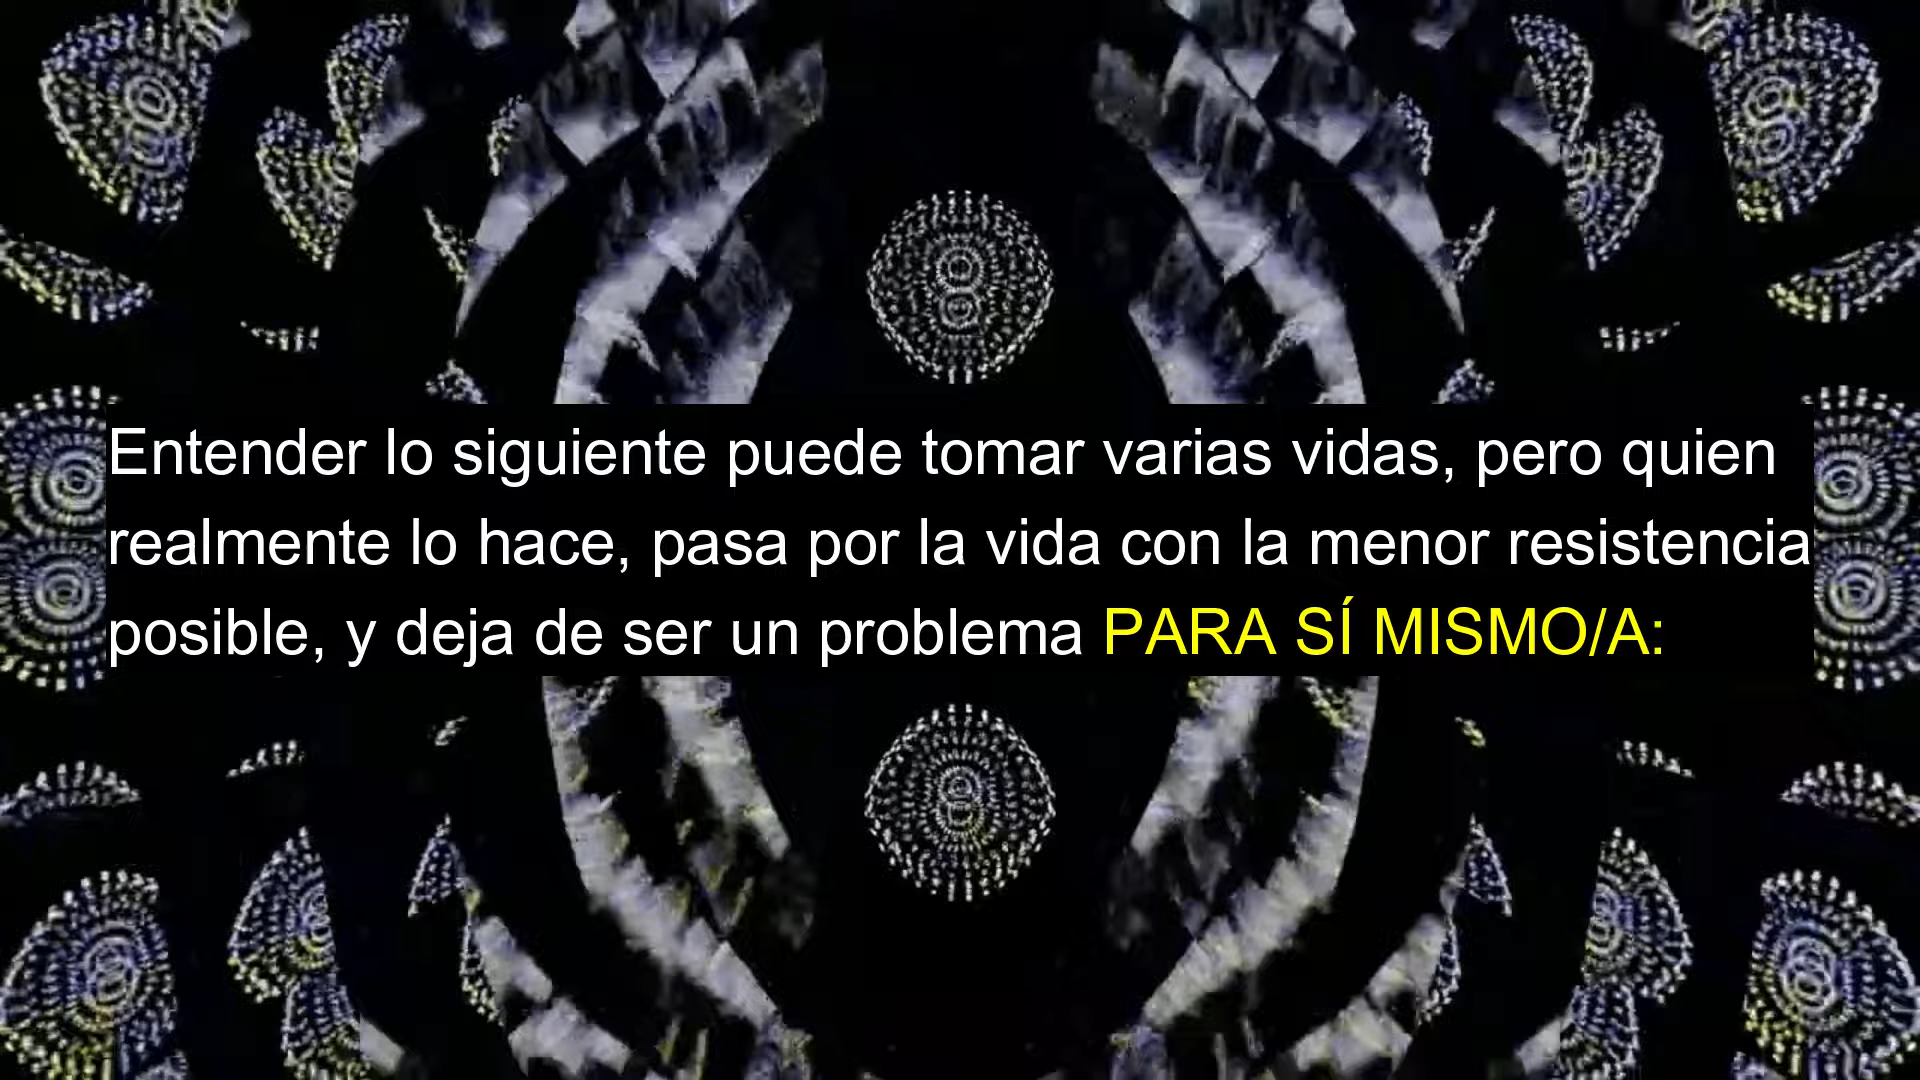 Entender lo siguiente puede tomar varias vidas, pero quien
realmente lo hace, pasa por la vida con la menor resistencia
posible, y deja de ser un problema PARA SÍ MISMO/A: